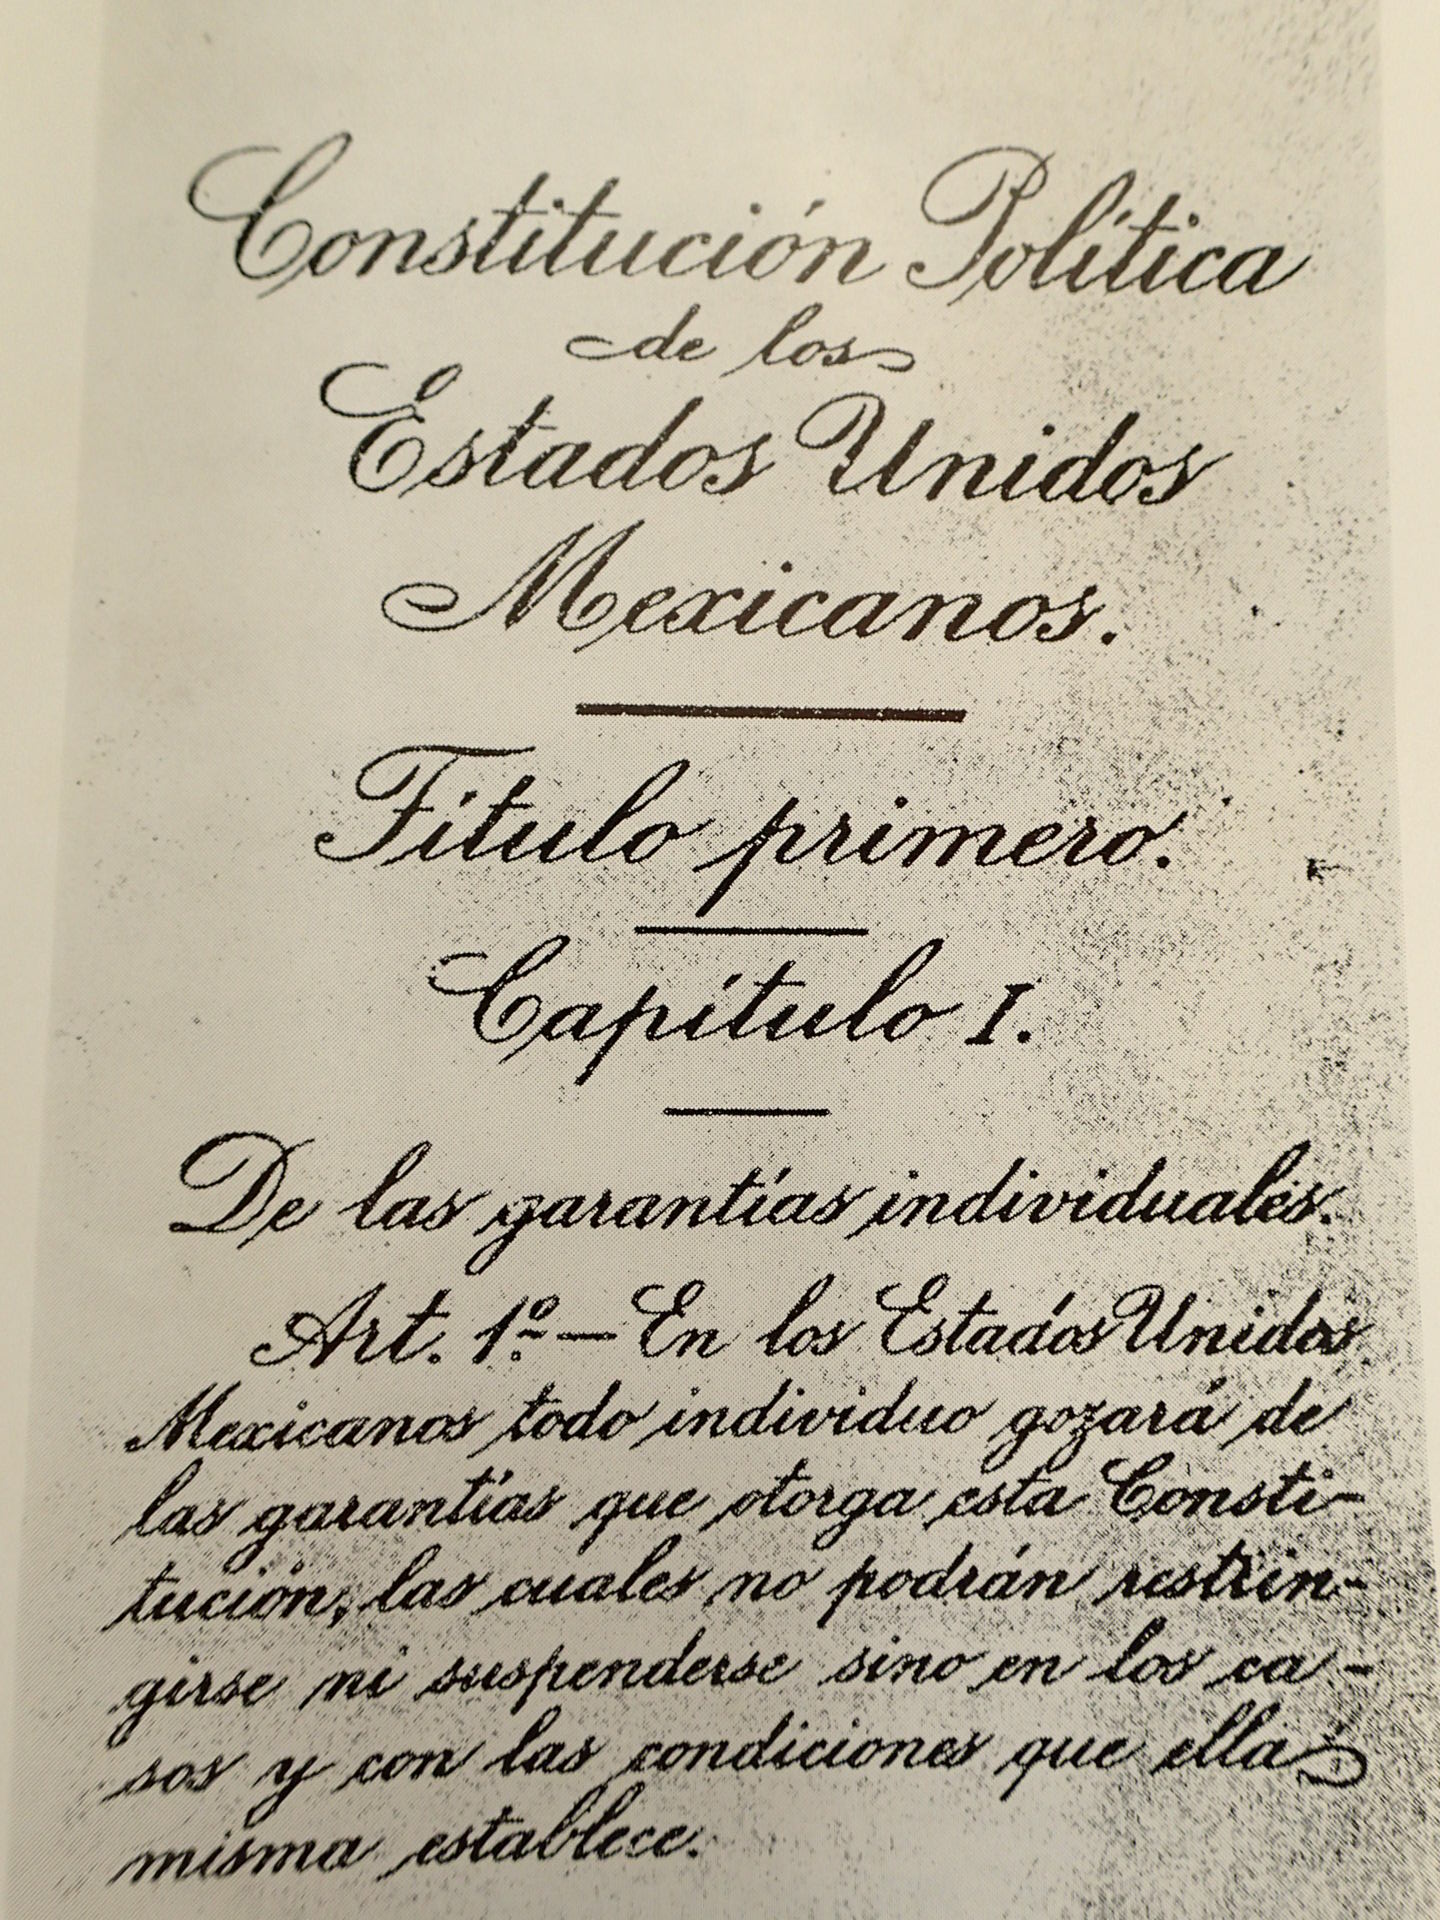 Constitución Política
de los
Estados Unidos
Mexicanos.
Título primero.
Capítulo I.
De las garantías individuales.
Art. 1º.— En los Estados Unidos
Mexicanos todo individuo gozará de
las garantías que otorga esta Consti-
tución, las cuales no podrán restrin-
girse ni suspenderse sino en los ca-
sos y con las condiciones que ella
misma establece.